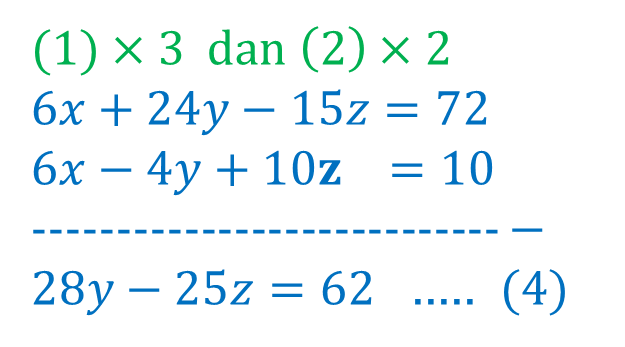 (1) × 3 dan (2) × 2
6x + 24y − 15z = 72
6x − 4y + 10z = 10
----------------------------- −
28y − 25z = 62 ..... (4)